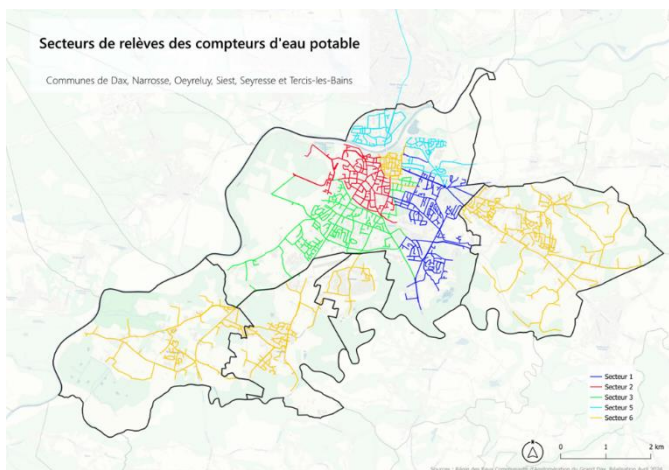 Secteurs de relèves des compteurs d'eau potable
Communes de Dax, Narrosse, Oeyreluy, Siest, Seyresse et Tercis-les-Bains
Secteur 1
Secteur 2
Secteur 3
Secteur 5
Secteur 6
0 1 2 km